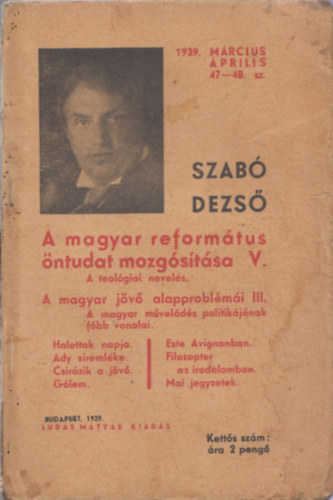 1939. MÁRCIUS
ÁPRILIS
47—48. sz.
SZABÓ
DEZSŐ
A magyar református
öntudat mozgósítása V.
A teológiai nevelés.
A magyar jövő alapproblémái III.
A magyar művelődés politikájának
főbb vonalai.
Halottak napja.
Ady síremléke.
Csirázik a jövő.
Gólem.
Este Avignonban.
Filozopter
az irodalomban.
Mai jegyzetek.
BUDAPEST, 1939.
LUDAS MÁTYÁS KIADÁS
Kettős szám:
ára 2 pengő